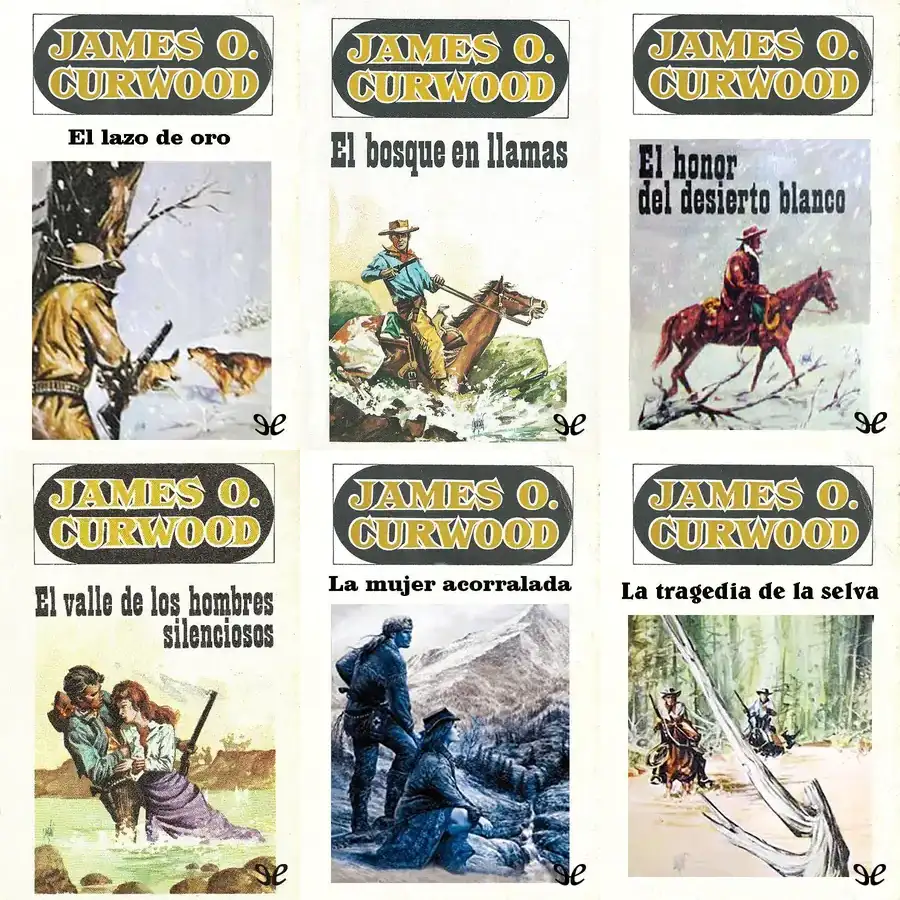 JAMES O.
CURWOOD
El lazo de oro
JAMES O.
CURWOOD
El bosque en llamas
JAMES O.
CURWOOD
El honor
del desierto blanco
JAMES O.
CURWOOD
El valle de los hombres
silenciosos
JAMES O.
CURWOOD
La mujer acorralada
JAMES O.
CURWOOD
La tragedia de la selva